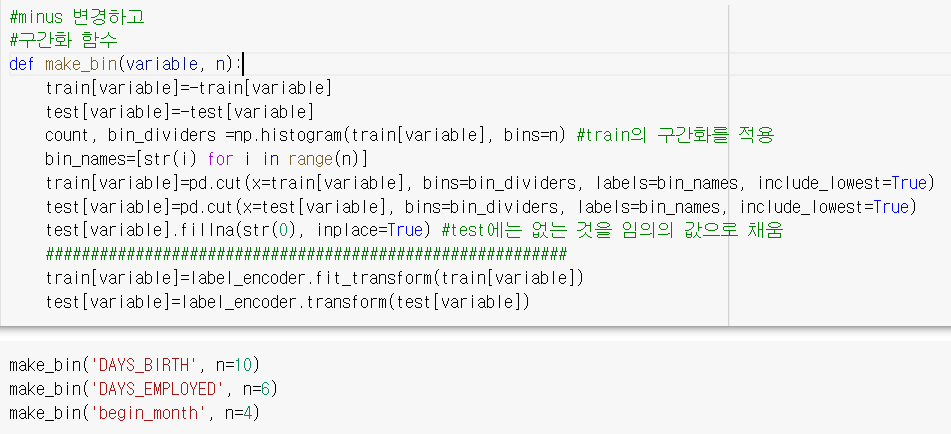 #minus 변경하고
#구간화 함수
def make_bin(variable, n):
    train[variable]=-train[variable]
    test[variable]=-test[variable]
    count, bin_dividers =np.histogram(train[variable], bins=n) #train의 구간화를 적용
    bin_names=[str(i) for i in range(n)]
    train[variable]=pd.cut(x=train[variable], bins=bin_dividers, labels=bin_names, include_lowest=True)
    test[variable]=pd.cut(x=test[variable], bins=bin_dividers, labels=bin_names, include_lowest=True)
    test[variable].fillna(str(0), inplace=True) #test에는 없는 것을 임의의 값으로 채움
    ##########################################################
    train[variable]=label_encoder.fit_transform(train[variable])
    test[variable]=label_encoder.transform(test[variable])
make_bin('DAYS_BIRTH', n=10)
make_bin('DAYS_EMPLOYED', n=6)
make_bin('begin_month', n=4)